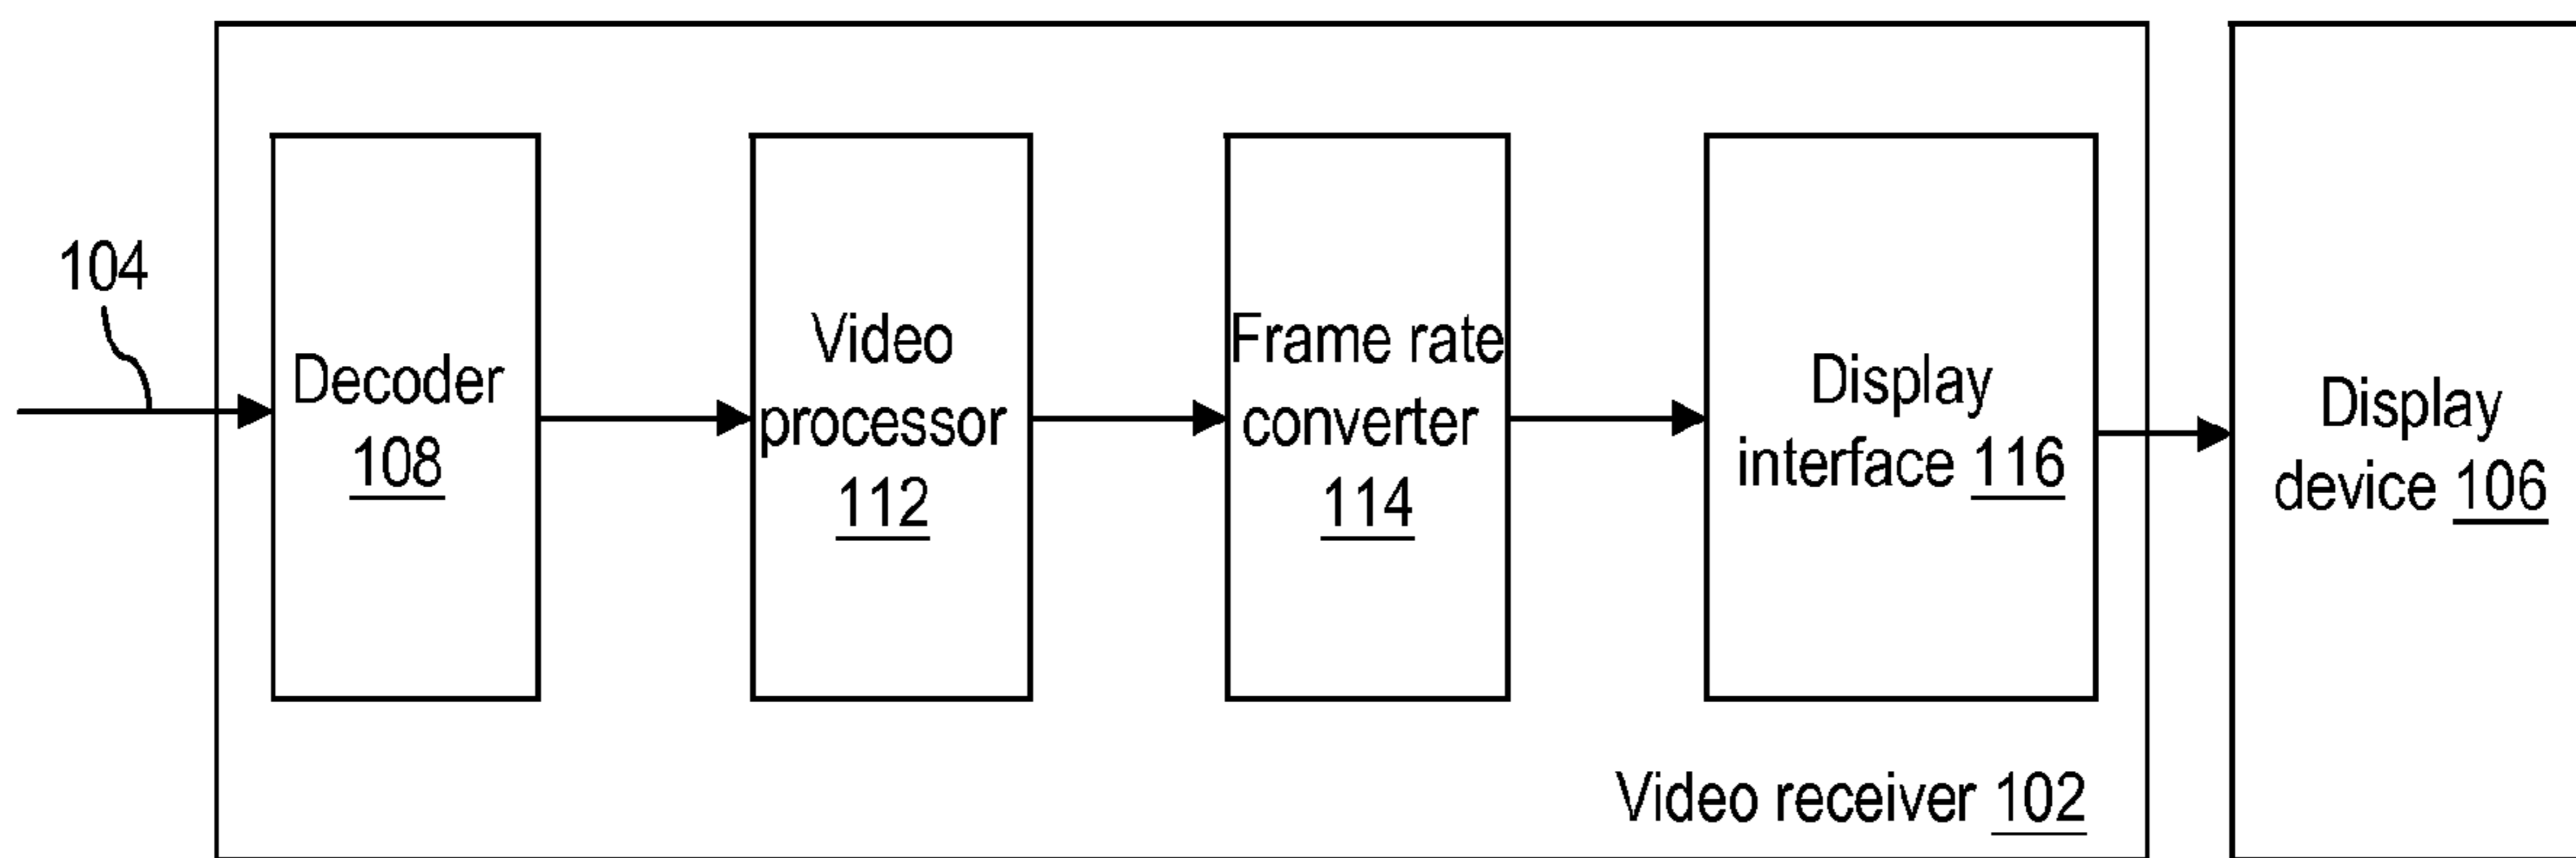 104
Decoder
108
Video
processor
112
Frame rate
converter
114
Display
interface 116
Video receiver 102
Display
device 106